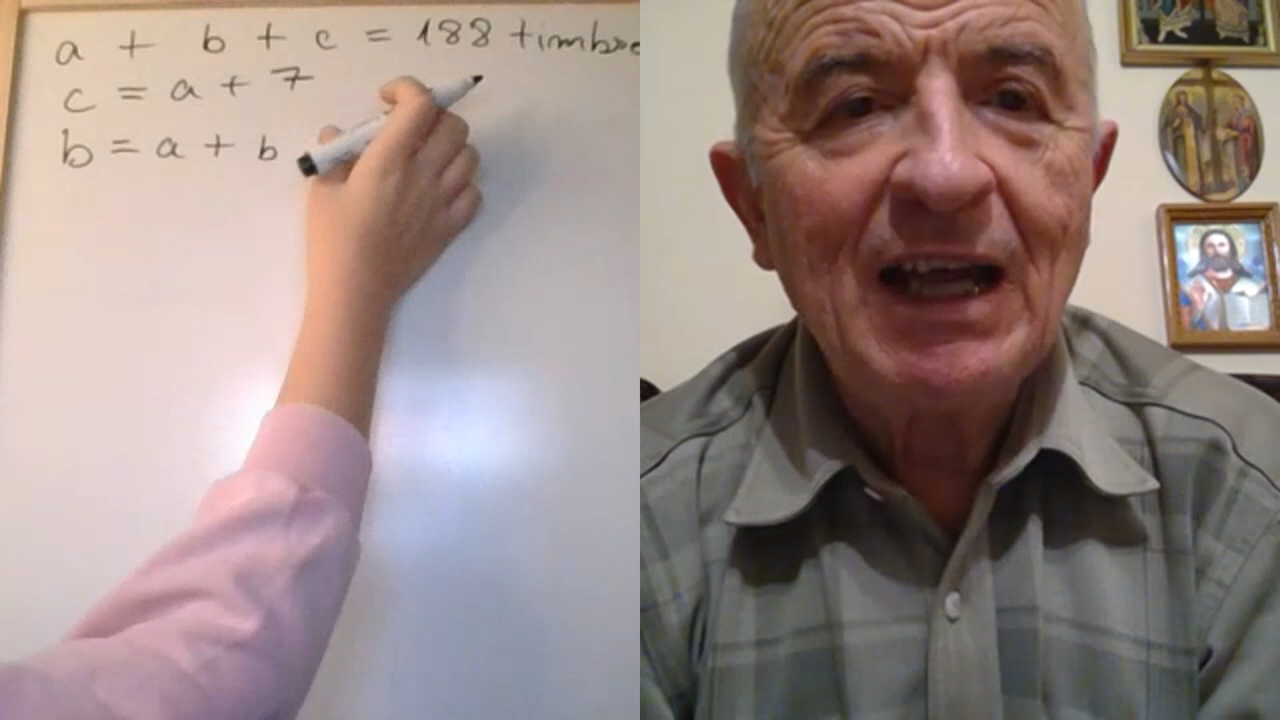 a + b + c = 188 timbre
c = a + 7
b = a + b